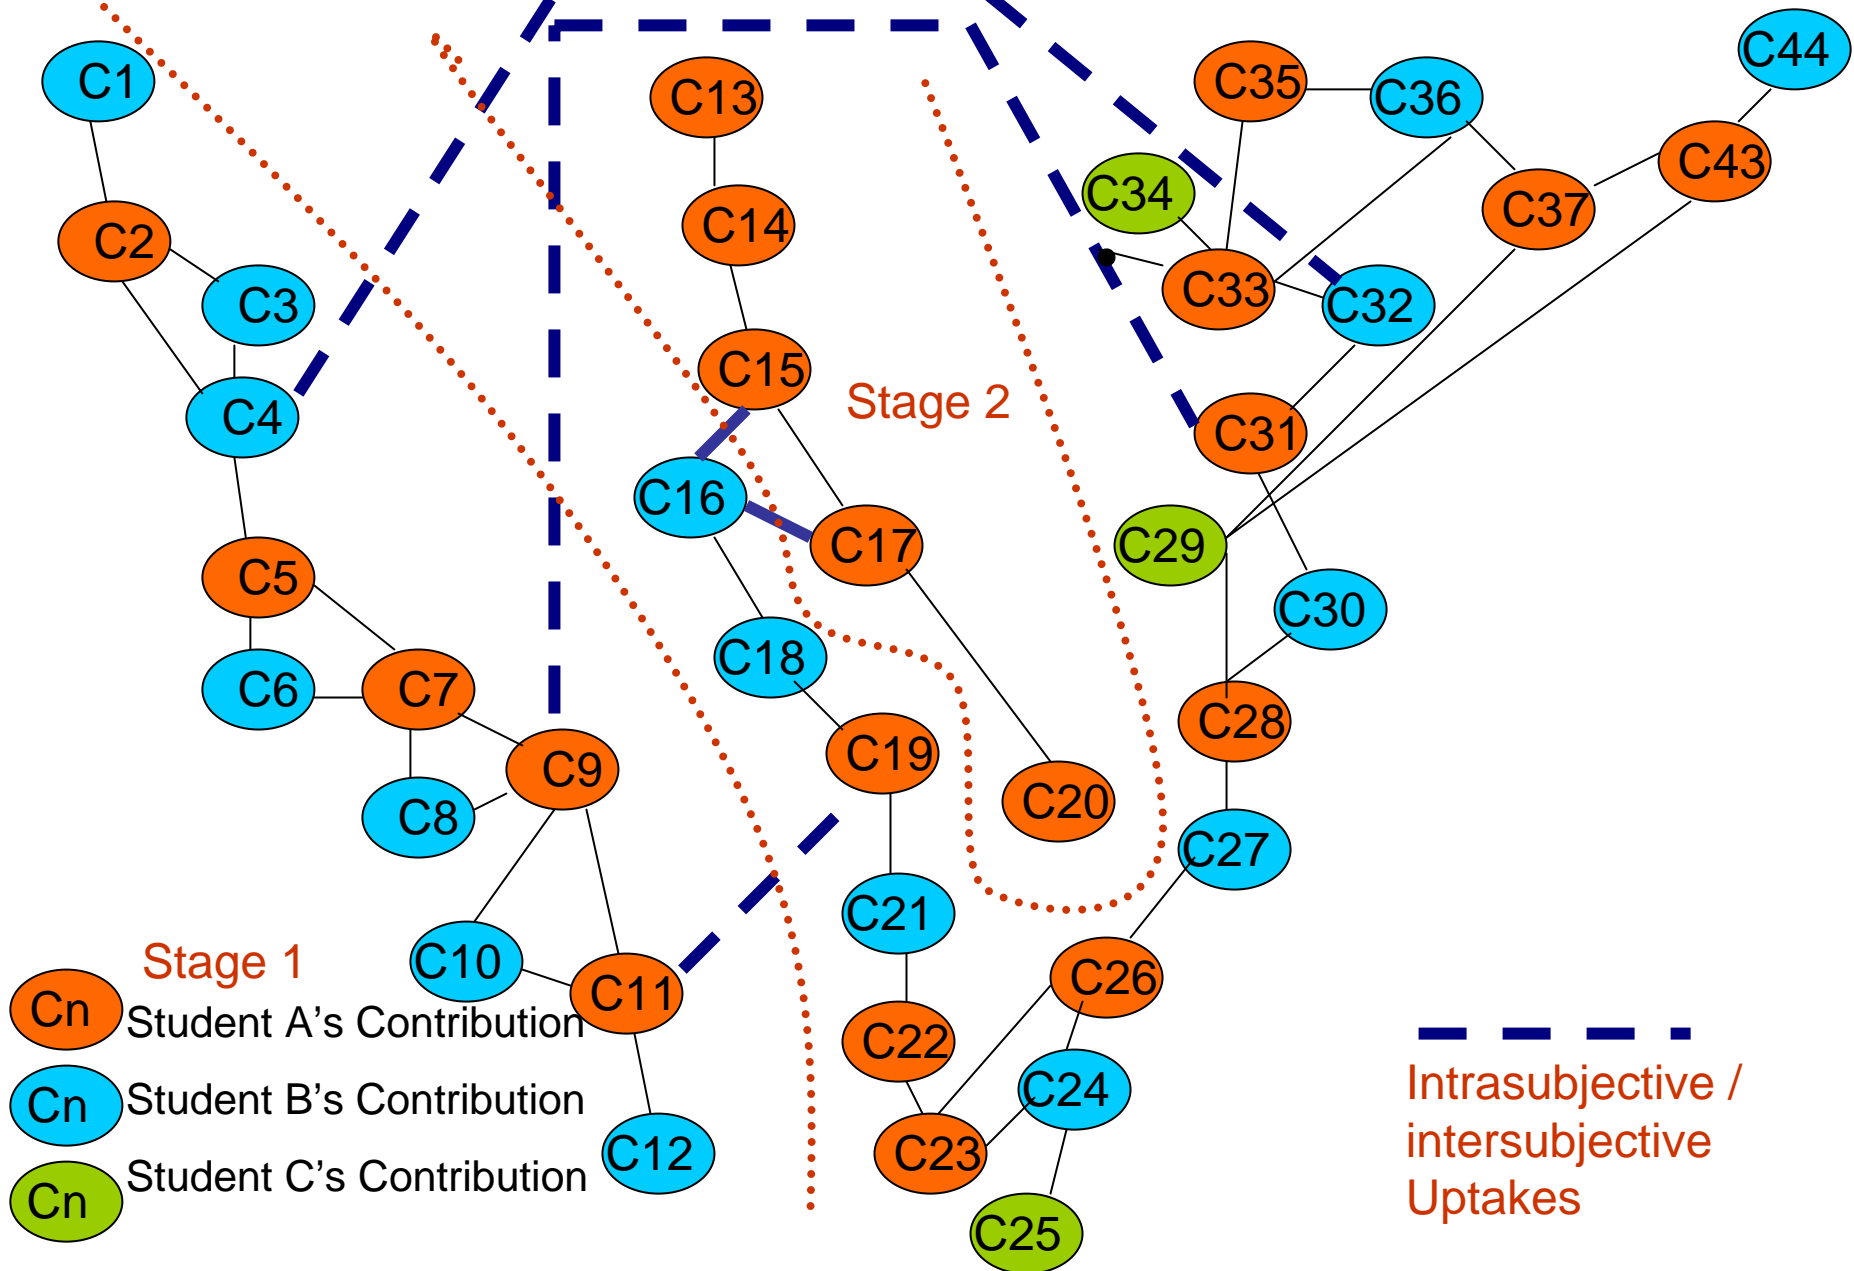 C1
C2
C3
C4
C5
C6
C7
C8
C9
C10
C11
C12
C13
C14
C15
Stage 2
C16
C17
C18
C19
C20
C21
C22
C23
C24
C25
C26
C27
C28
C29
C30
C31
C32
C33
C34
C35
C36
C37
C43
C44
Stage 1
Cn Student A's Contribution
Cn Student B's Contribution
Cn Student C's Contribution
Intrasubjective /
intersubjective
Uptakes